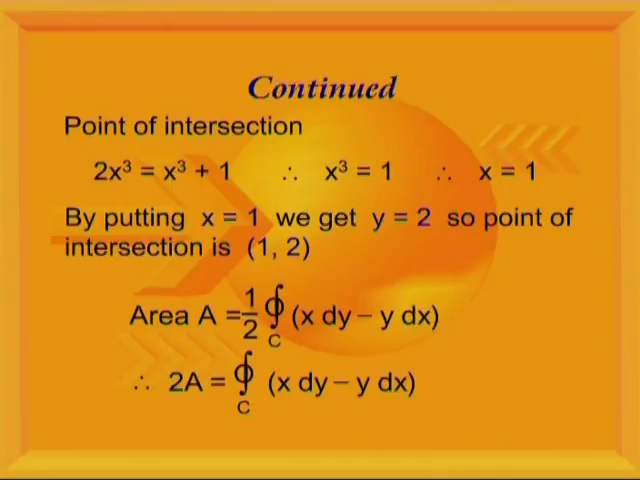 Continued
Point of intersection
2x³ = x³ + 1 ∴ x³ = 1 ∴ x = 1
By putting x = 1 we get y = 2 so point of
intersection is (1, 2)
Area A = 1/2 ∮_C (x dy – y dx)
∴ 2A = ∮_C (x dy – y dx)